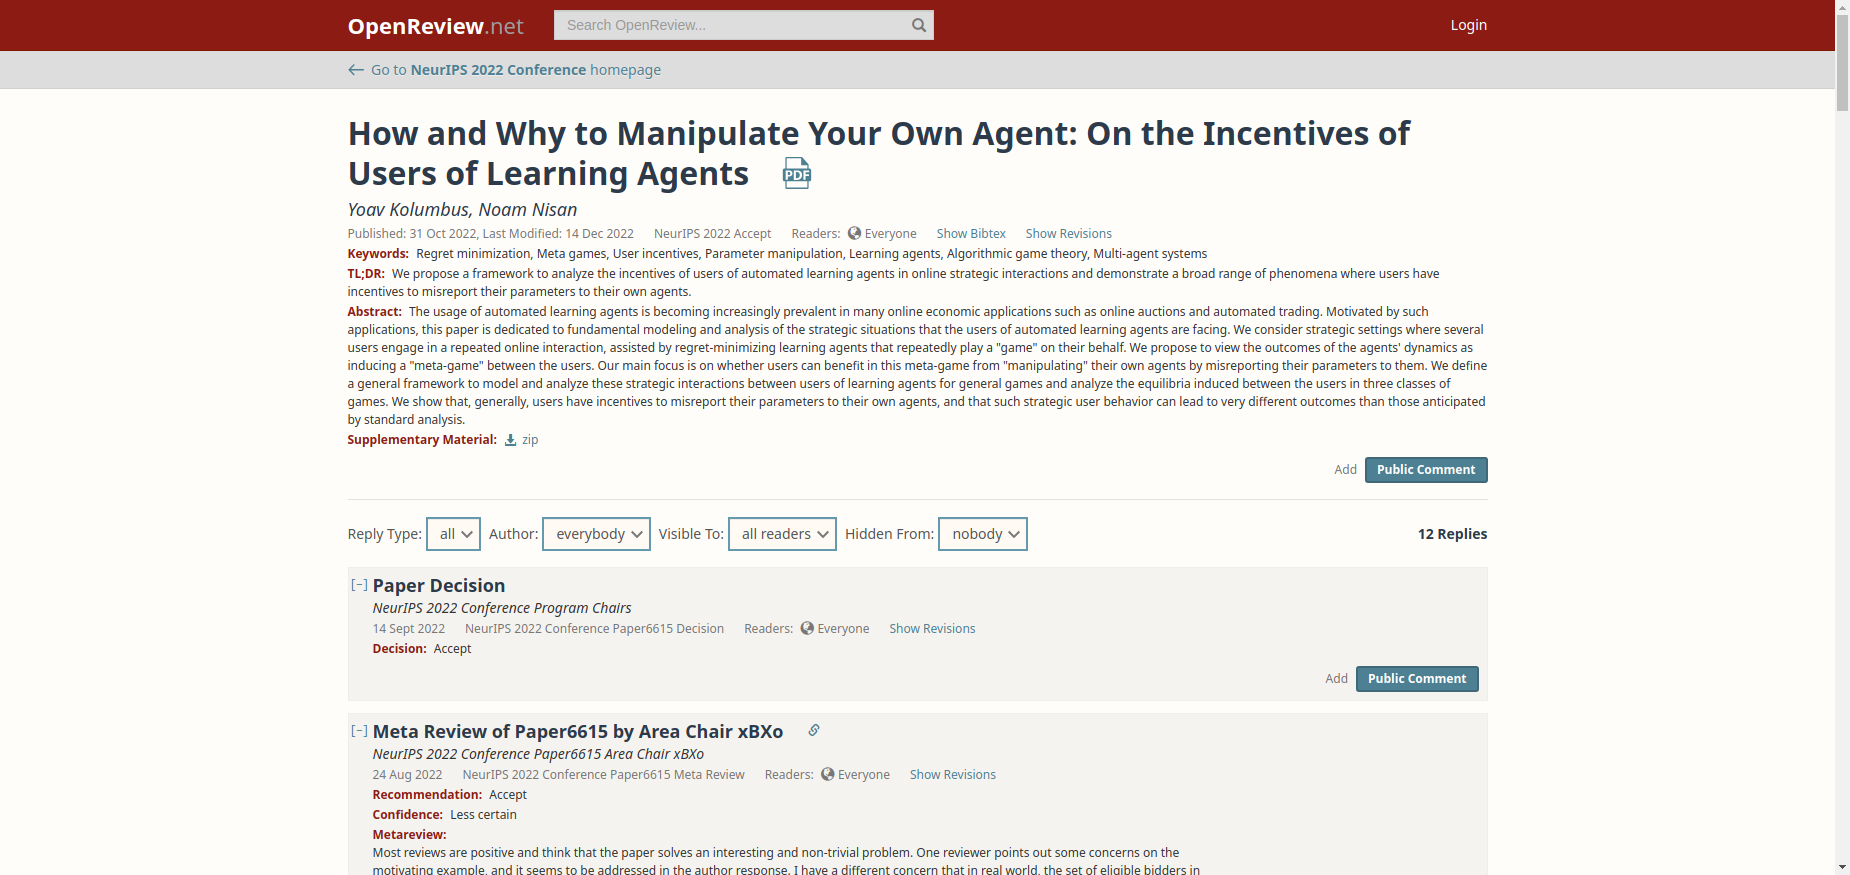 OpenReview.net
Search OpenReview...
Login
← Go to NeurIPS 2022 Conference homepage
How and Why to Manipulate Your Own Agent: On the Incentives of
Users of Learning Agents
PDF
Yoav Kolumbus, Noam Nisan
Published: 31 Oct 2022, Last Modified: 14 Dec 2022 NeurIPS 2022 Accept Readers: Everyone Show Bibtex Show Revisions
Keywords: Regret minimization, Meta games, User incentives, Parameter manipulation, Learning agents, Algorithmic game theory, Multi-agent systems
TL;DR: We propose a framework to analyze the incentives of users of automated learning agents in online strategic interactions and demonstrate a broad range of phenomena where users have
incentives to misreport their parameters to their own agents.
Abstract: The usage of automated learning agents is becoming increasingly prevalent in many online economic applications such as online auctions and automated trading. Motivated by such
applications, this paper is dedicated to fundamental modeling and analysis of the strategic situations that the users of automated learning agents are facing. We consider strategic settings where several
users engage in a repeated online interaction, assisted by regret-minimizing learning agents that repeatedly play a "game" on their behalf. We propose to view the outcomes of the agents' dynamics as
inducing a "meta-game" between the users. Our main focus is on whether users can benefit in this meta-game from "manipulating" their own agents by misreporting their parameters to them. We define
a general framework to model and analyze these strategic interactions between users of learning agents for general games and analyze the equilibria induced between the users in three classes of
games. We show that, generally, users have incentives to misreport their parameters to their own agents, and that such strategic user behavior can lead to very different outcomes than those anticipated
by standard analysis.
Supplementary Material: zip
Add Public Comment
Reply Type: all Author: everybody Visible To: all readers Hidden From: nobody 12 Replies
[–] Paper Decision
NeurIPS 2022 Conference Program Chairs
14 Sept 2022 NeurIPS 2022 Conference Paper6615 Decision Readers: Everyone Show Revisions
Decision: Accept
Add Public Comment
[–] Meta Review of Paper6615 by Area Chair xBXo
NeurIPS 2022 Conference Paper6615 Area Chair xBXo
24 Aug 2022 NeurIPS 2022 Conference Paper6615 Meta Review Readers: Everyone Show Revisions
Recommendation: Accept
Confidence: Less certain
Metareview:
Most reviews are positive and think that the paper solves an interesting and non-trivial problem. One reviewer points out some concerns on the
motivating example, and it seems to be addressed in the author response. I have a different concern that in real world, the set of eligible bidders in